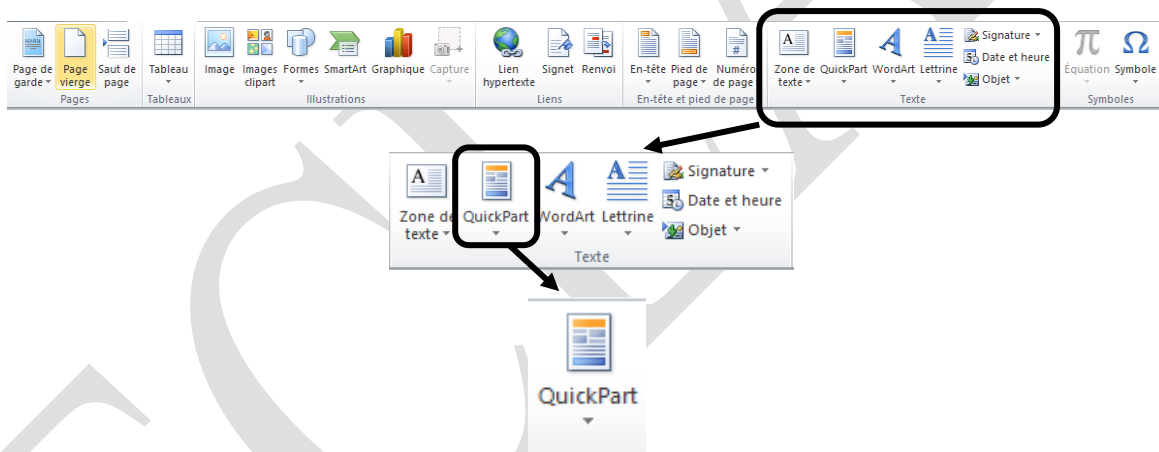 Page de garde
Page vierge
Saut de page
Pages
Tableau
Tableaux
Image
Images clipart
Formes
SmartArt
Graphique
Capture
Illustrations
Lien hypertexte
Signet
Renvoi
Liens
En-tête
Pied de page
Numéro de page
En-tête et pied de page
Zone de texte
QuickPart
WordArt
Lettrine
Signature
Date et heure
Objet
Texte
Équation
Symbole
Symboles
Zone de texte
QuickPart
WordArt
Lettrine
Signature
Date et heure
Objet
Texte
QuickPart